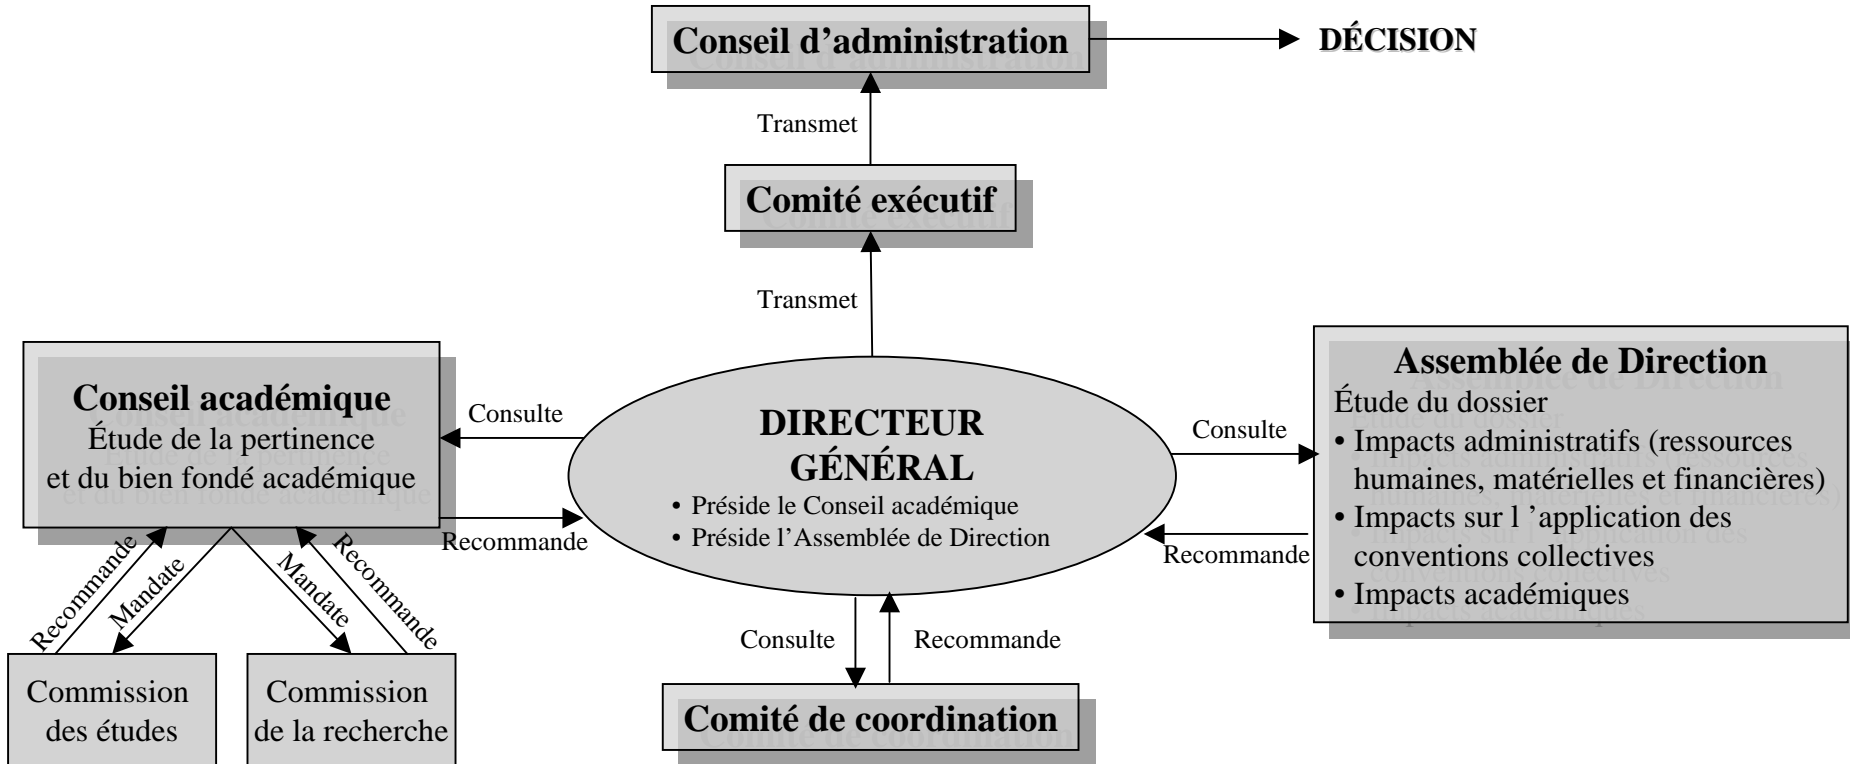 Conseil d’administration
DÉCISION
Transmet
Comité exécutif
Transmet
Conseil académique
Étude de la pertinence
et du bien fondé académique
Consulte
Recommande
DIRECTEUR
GÉNÉRAL
• Préside le Conseil académique
• Préside l’Assemblée de Direction
Consulte
Recommande
Assemblée de Direction
Étude du dossier
• Impacts administratifs (ressources
humaines, matérielles et financières)
• Impacts sur l ’application des
conventions collectives
• Impacts académiques
Recommande
Mandate
Mandate
Recommande
Consulte
Recommande
Commission
des études
Commission
de la recherche
Comité de coordination